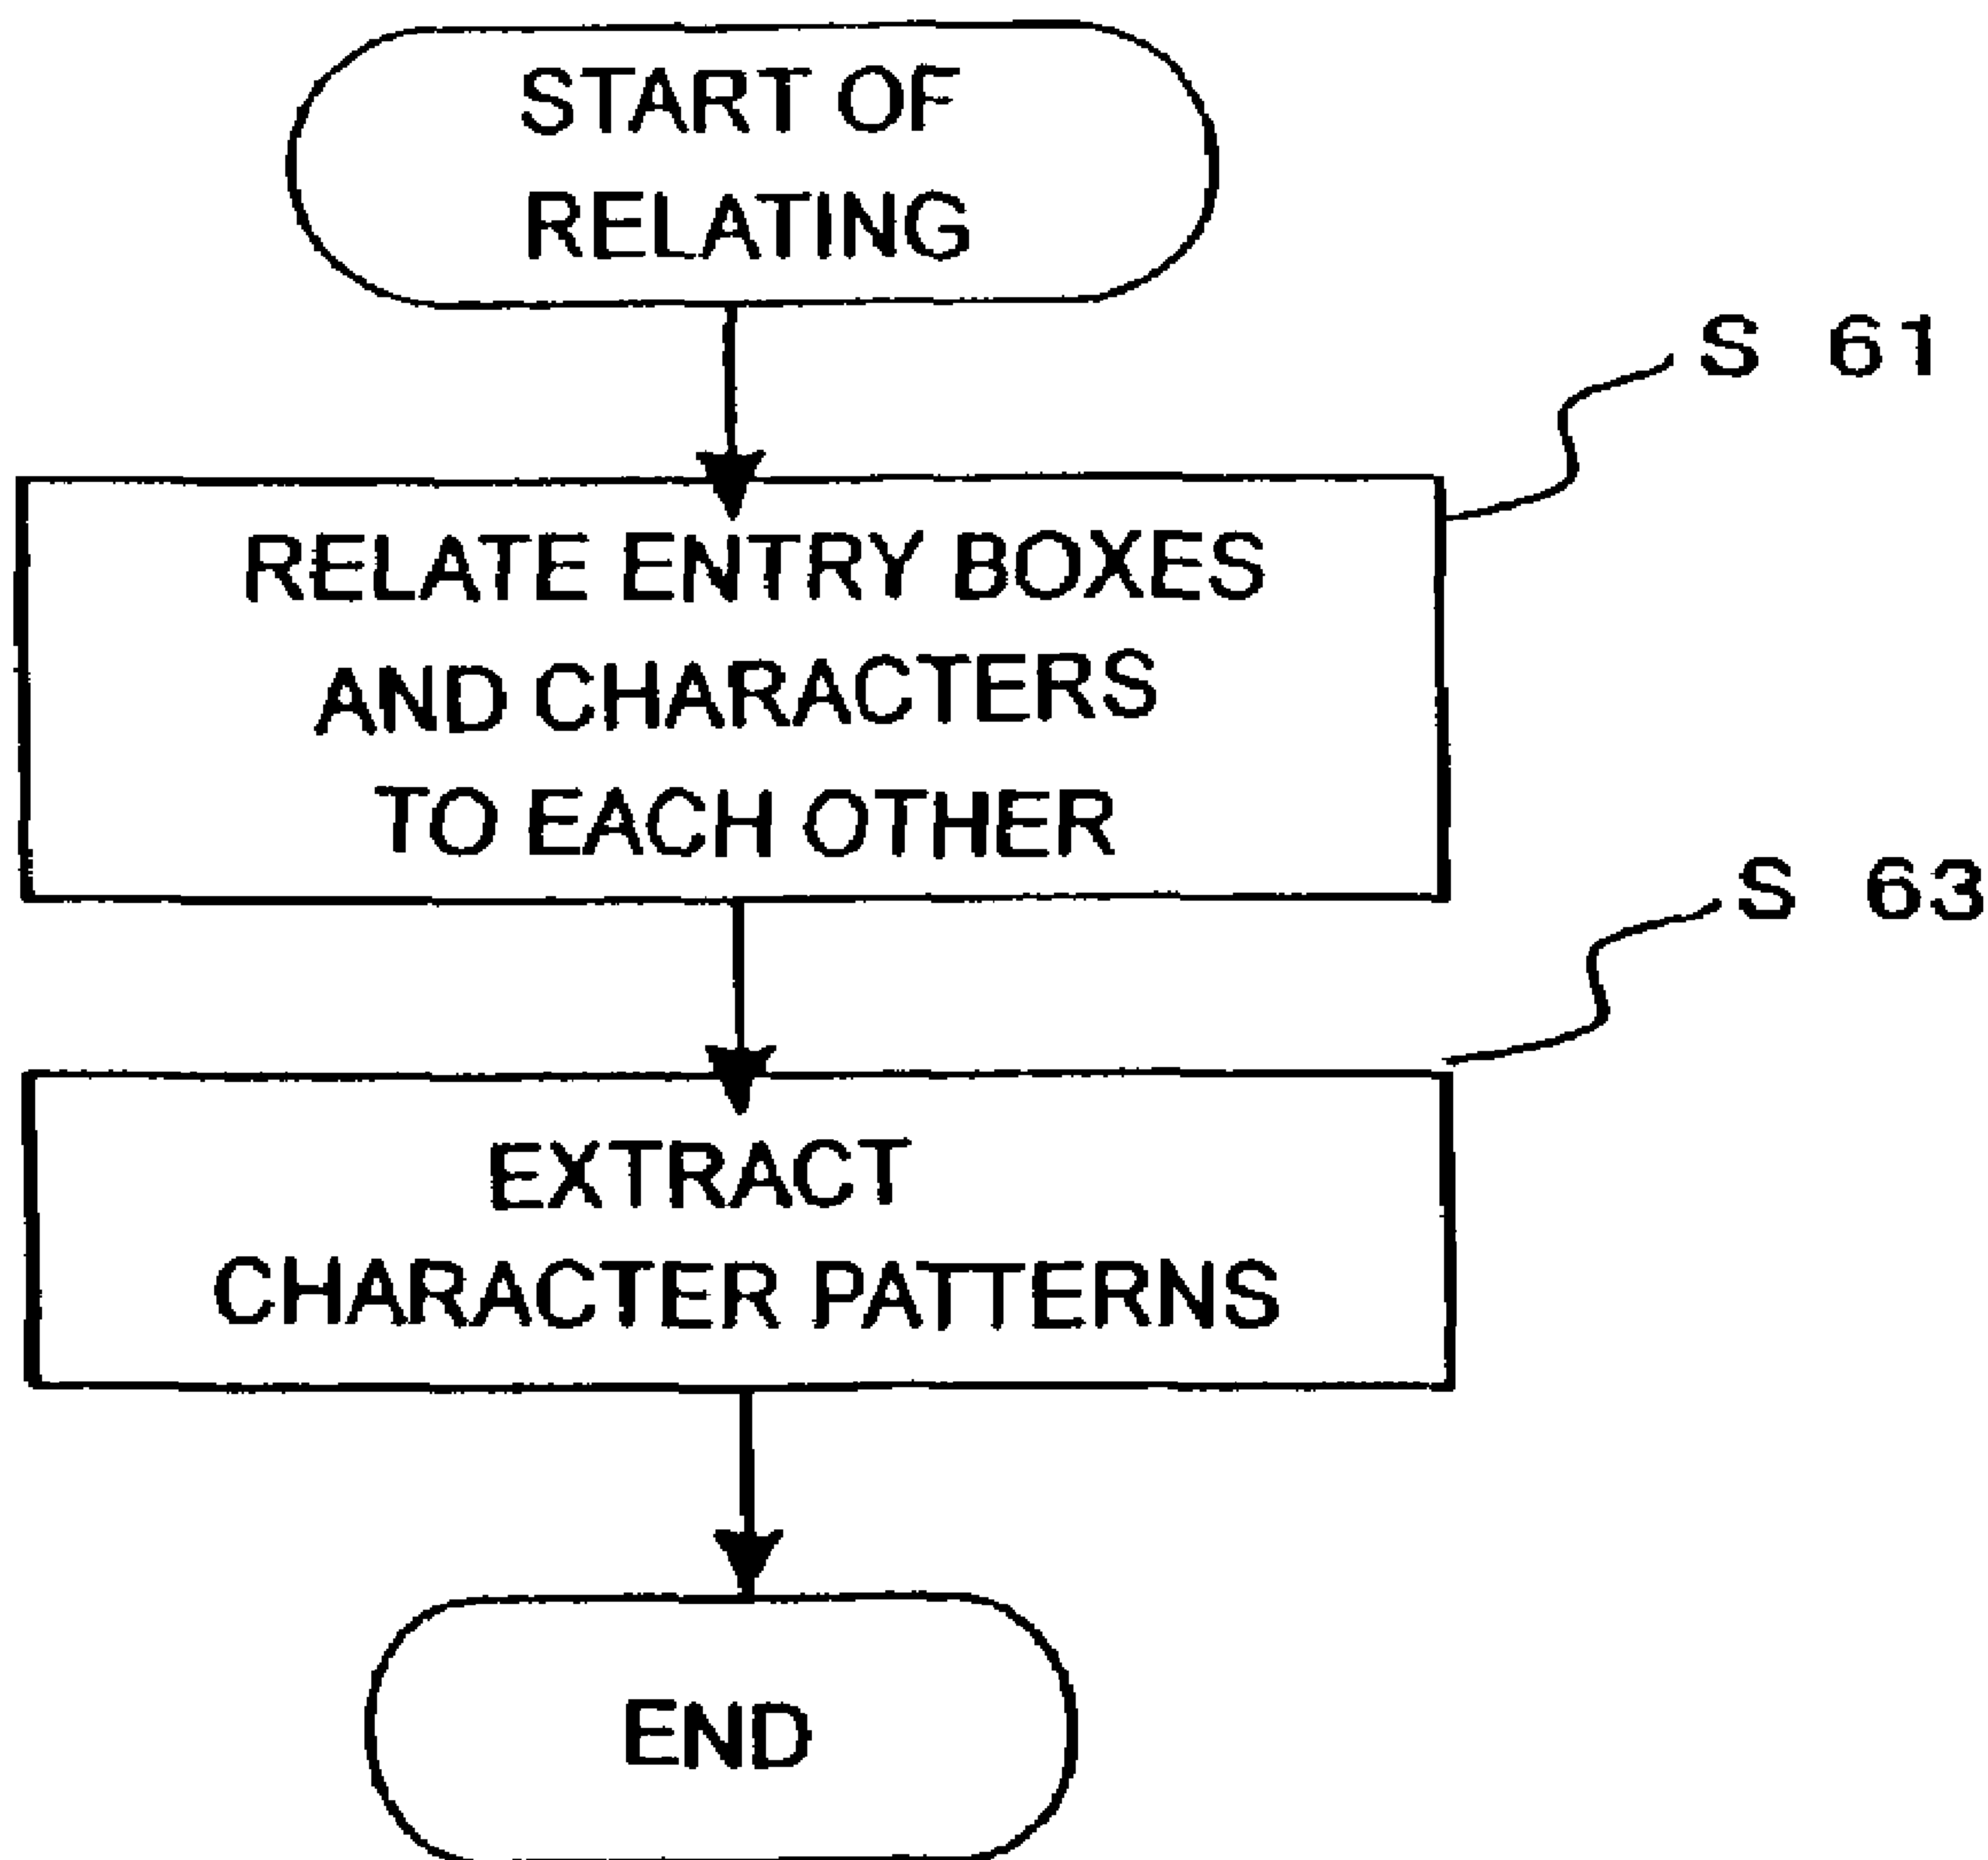 START OF
RELATING
S 61
RELATE ENTRY BOXES
AND CHARACTERS
TO EACH OTHER
S 63
EXTRACT
CHARACTER PATTERNS
END